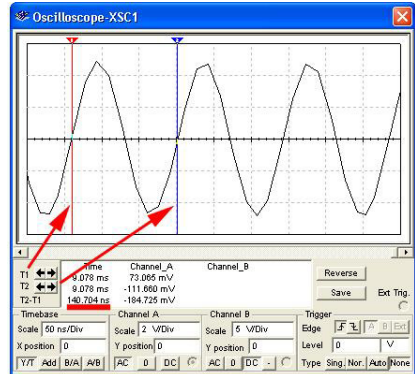 Oscilloscope-XSC1
1 2
Time Channel_A Channel_B
T1 9.078 ms 73.065 mV
T2 9.078 ms -111.660 mV
T2-T1 140.704 ns -184.725 mV
Reverse
Save
Ext Trig.
Timebase Channel A Channel B Trigger
Scale 50 ns/Div Scale 2 V/Div Scale 5 V/Div Edge A B Ext
X position 0 Y position 0 Y position 0 Level 0 V
Y/T Add B/A A/B AC 0 DC AC 0 DC - Type Sing. Nor. Auto None